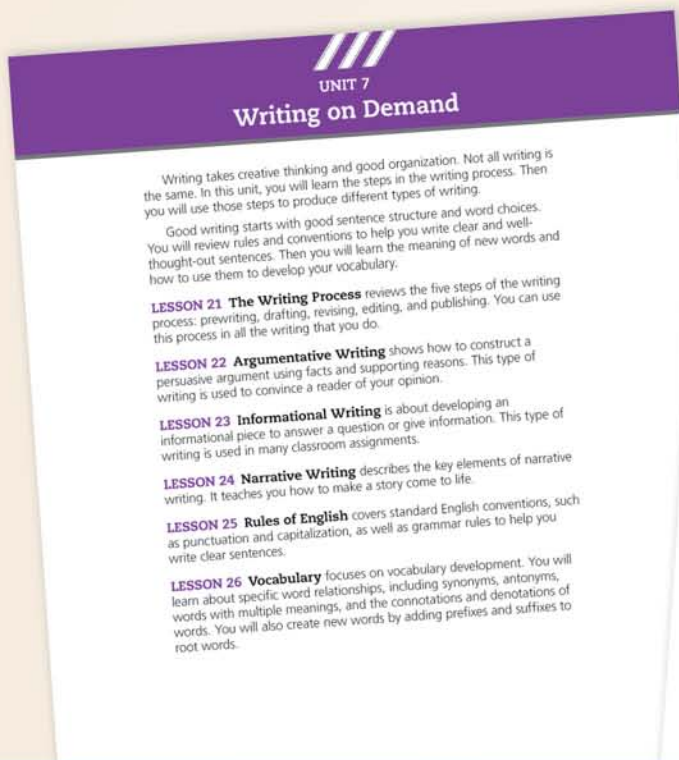 UNIT 7
Writing on Demand
Writing takes creative thinking and good organization. Not all writing is
the same. In this unit, you will learn the steps in the writing process. Then
you will use those steps to produce different types of writing.
Good writing starts with good sentence structure and word choices.
You will review rules and conventions to help you write clear and well-
thought-out sentences. Then you will learn the meaning of new words and
how to use them to develop your vocabulary.
LESSON 21 The Writing Process reviews the five steps of the writing
process: prewriting, drafting, revising, editing, and publishing. You can use
this process in all the writing that you do.
LESSON 22 Argumentative Writing shows how to construct a
persuasive argument using facts and supporting reasons. This type of
writing is used to convince a reader of your opinion.
LESSON 23 Informational Writing is about developing an
informational piece to answer a question or give information. This type of
writing is used in many classroom assignments.
LESSON 24 Narrative Writing describes the key elements of narrative
writing. It teaches you how to make a story come to life.
LESSON 25 Rules of English covers standard English conventions, such
as punctuation and capitalization, as well as grammar rules to help you
write clear sentences.
LESSON 26 Vocabulary focuses on vocabulary development. You will
learn about specific word relationships, including synonyms, antonyms,
words with multiple meanings, and the connotations and denotations of
words. You will also create new words by adding prefixes and suffixes to
root words.